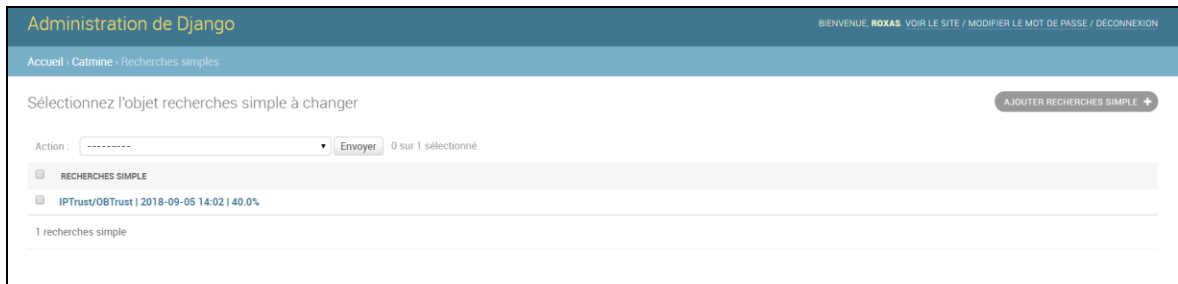 Administration de Django
BIENVENUE, ROXAS. VOIR LE SITE / MODIFIER LE MOT DE PASSE / DÉCONNEXION
Accueil › Catmine › Recherches simples
Sélectionnez l'objet recherches simple à changer
AJOUTER RECHERCHES SIMPLE +
Action : --------- Envoyer 0 sur 1 sélectionné
RECHERCHES SIMPLE
IPTrust/OBTrust | 2018-09-05 14:02 | 40.0%
1 recherches simple